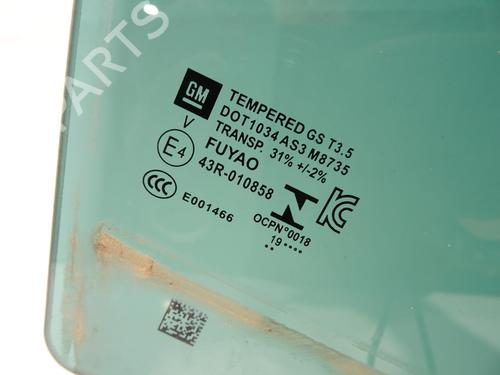 PARTS
GM
TEMPERED GS T3.5
DOT1034 AS3 M8735
TRANSP. 31% +/-2%
V
E4
FUYAO
43R-010858
CCC
E001466
OCPN°0018
19 ••••
••
KC